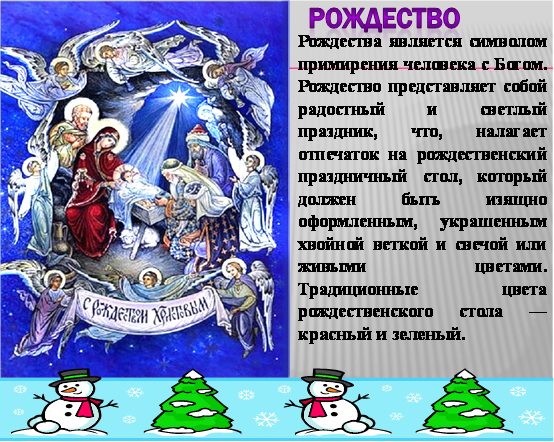 РОЖДЕСТВО
Рождества является символом
примирения человека с Богом.
Рождество представляет собой
радостный и светлый
праздник, что, налагает
отпечаток на рождественский
праздничный стол, который
должен быть изящно
оформленным, украшенным
хвойной веткой и свечой или
живыми цветами.
Традиционные цвета
рождественского стола —
красный и зеленый.
С РОЖДЕСТВОМ ХРИСТОВЫМ